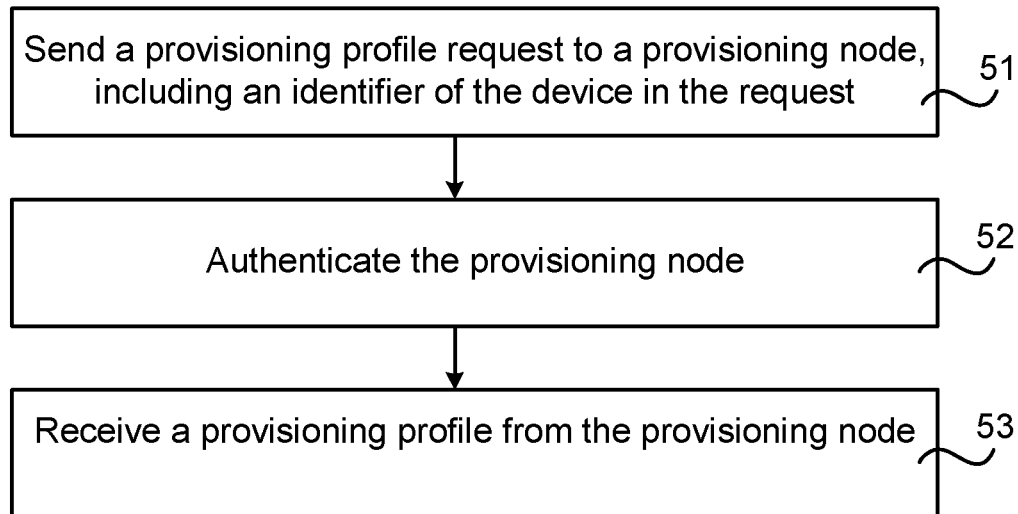 Send a provisioning profile request to a provisioning node,
including an identifier of the device in the request
51
Authenticate the provisioning node
52
Receive a provisioning profile from the provisioning node
53